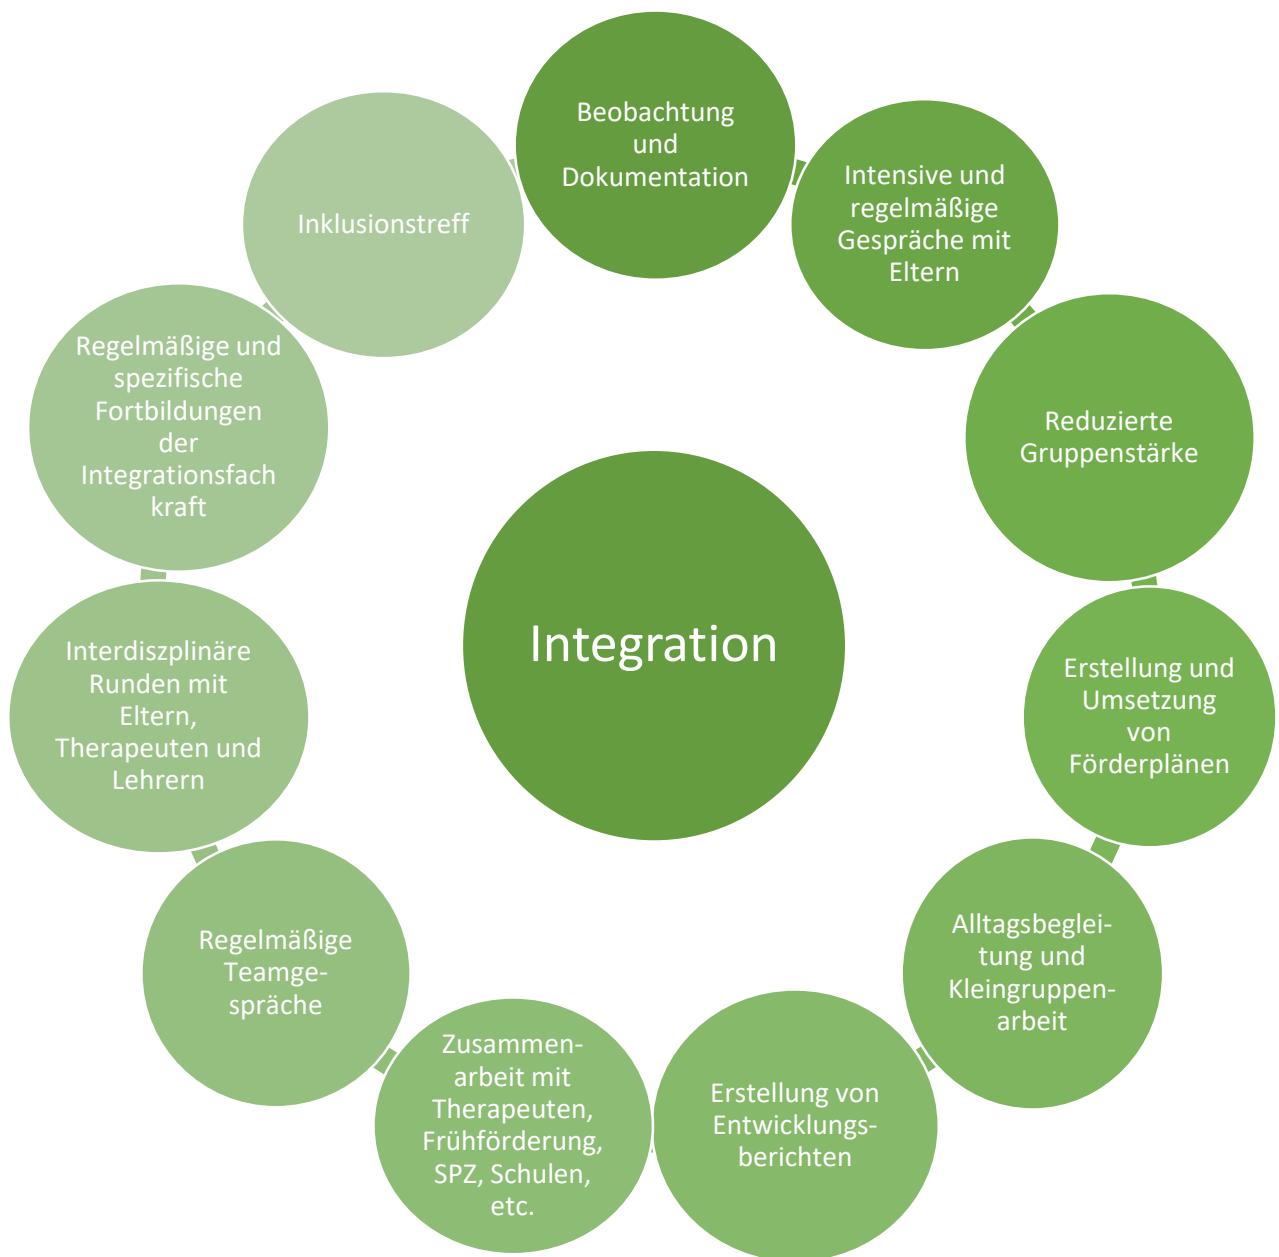 Beobachtung
und
Dokumentation
Intensive und
regelmäßige
Gespräche mit
Eltern
Reduzierte
Gruppenstärke
Erstellung und
Umsetzung
von
Förderplänen
Alltagsbeglei-
tung und
Kleingruppen-
arbeit
Erstellung von
Entwicklungs-
berichten
Zusammen-
arbeit mit
Therapeuten,
Frühförderung,
SPZ, Schulen,
etc.
Regelmäßige
Teamge-
spräche
Interdiszplinäre
Runden mit
Eltern,
Therapeuten und
Lehrern
Regelmäßige und
spezifische
Fortbildungen
der
Integrationsfach
kraft
Inklusionstreff
Integration